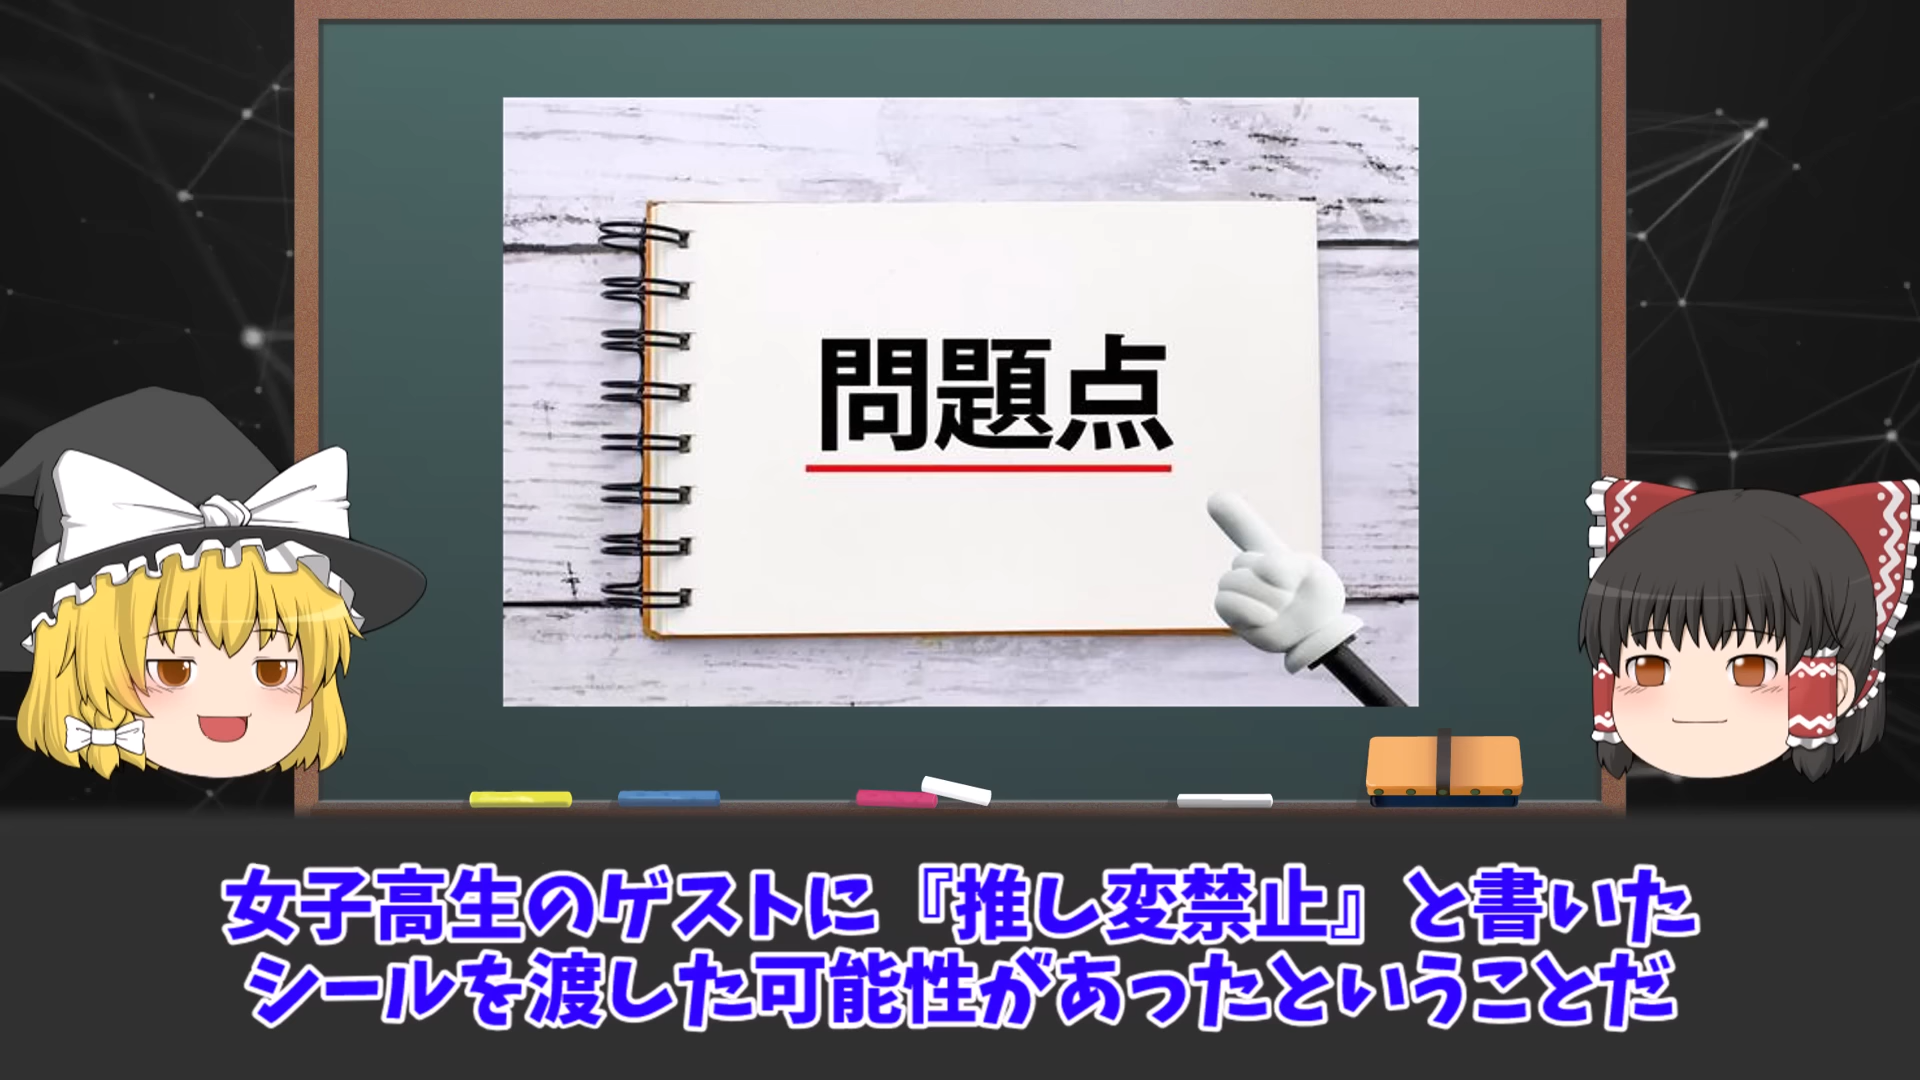 問題点
女子高生のゲストに『推し変禁止』と書いた
シールを渡した可能性があったということだ